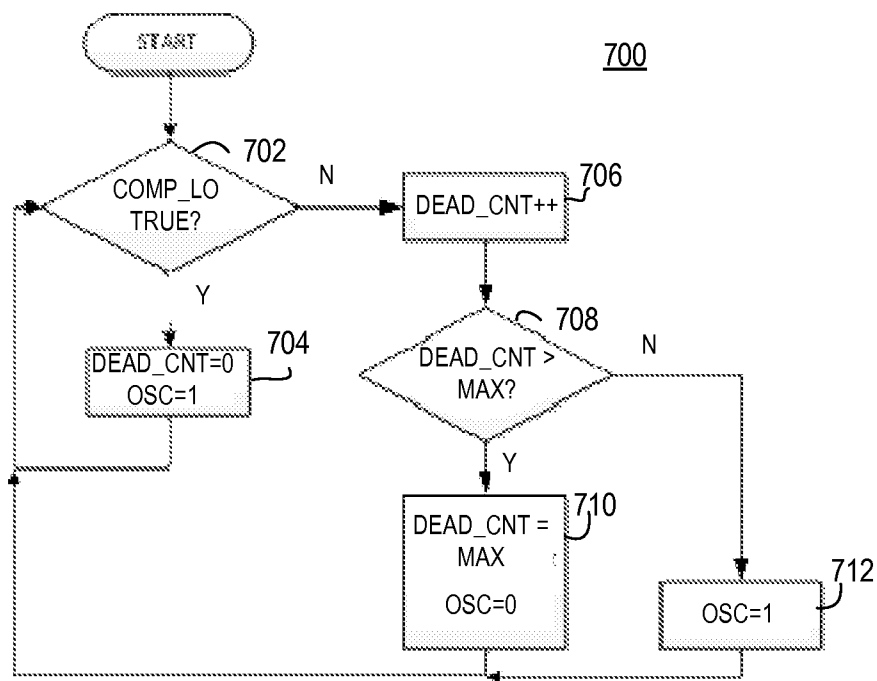 START
700
702
COMP_LO
TRUE?
N
Y
706
DEAD_CNT++
704
DEAD_CNT=0
OSC=1
708
DEAD_CNT >
MAX?
N
Y
710
DEAD_CNT =
MAX
OSC=0
712
OSC=1